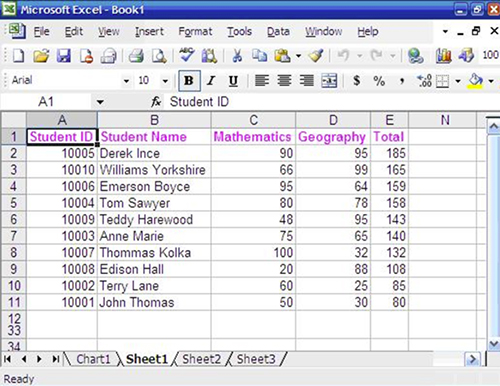 Microsoft Excel - Book1
File Edit View Insert Format Tools Data Window Help
100%
Arial 10 B I U $ % , +.0 .00
A1 fx Student ID
A B C D E N
1 Student ID Student Name Mathematics Geography Total
2 10005 Derek Ince 90 95 185
3 10010 Williams Yorkshire 66 99 165
4 10006 Emerson Boyce 95 64 159
5 10004 Tom Sawyer 80 78 158
6 10009 Teddy Harewood 48 95 143
7 10003 Anne Marie 75 65 140
8 10007 Thommas Kolka 100 32 132
9 10008 Edison Hall 20 88 108
10 10002 Terry Lane 60 25 85
11 10001 John Thomas 50 30 80
12
33
34
Chart1 Sheet1 Sheet2 Sheet3
Ready